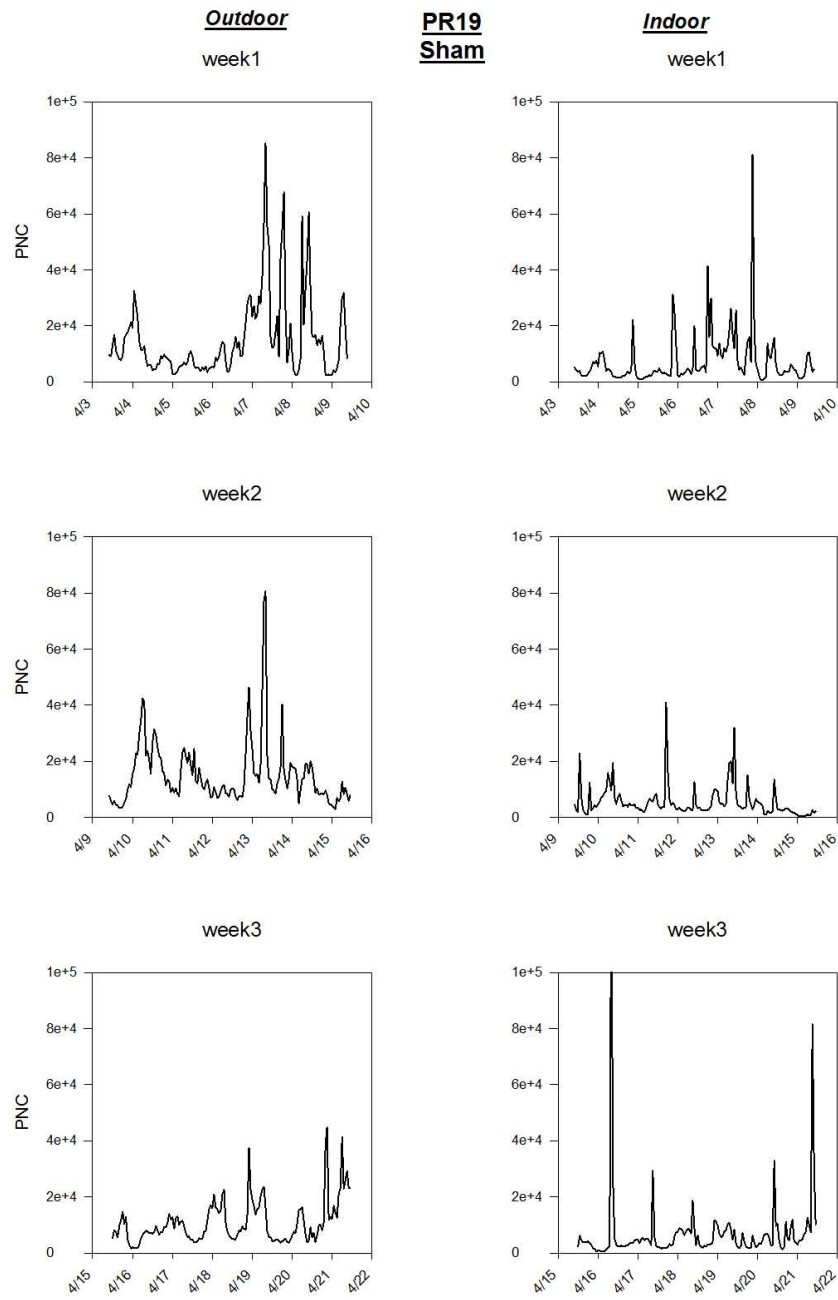 Outdoor
PR19
Sham
Indoor
week1
week1
PNC
1e+5
8e+4
6e+4
4e+4
2e+4
0
4/3
4/4
4/5
4/6
4/7
4/8
4/9
4/10
1e+5
8e+4
6e+4
4e+4
2e+4
0
4/3
4/4
4/5
4/6
4/7
4/8
4/9
4/10
week2
week2
PNC
1e+5
8e+4
6e+4
4e+4
2e+4
0
4/9
4/10
4/11
4/12
4/13
4/14
4/15
4/16
1e+5
8e+4
6e+4
4e+4
2e+4
0
4/9
4/10
4/11
4/12
4/13
4/14
4/15
4/16
week3
week3
PNC
1e+5
8e+4
6e+4
4e+4
2e+4
0
4/15
4/16
4/17
4/18
4/19
4/20
4/21
4/22
1e+5
8e+4
6e+4
4e+4
2e+4
0
4/15
4/16
4/17
4/18
4/19
4/20
4/21
4/22